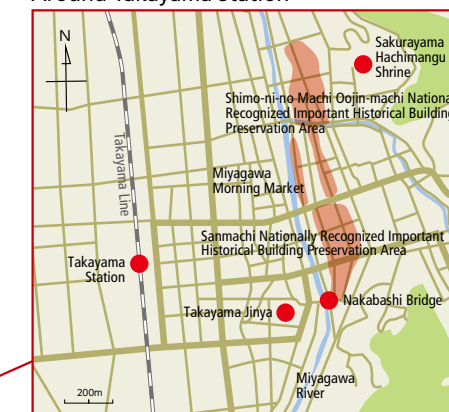 Around Takayama Station
N
Sakurayama
Hachimangu
Shrine
Shimo-ni-no Machi Oojin-machi
Recognized Important Historical
Preservation Area
Takayama Line
Miyagawa
Morning Market
Sanmachi Nationally Recognized Important
Historical Building Preservation Area
Takayama
Station
Takayama Jinya
Nakabashi Bridge
Miyagawa
River
200m